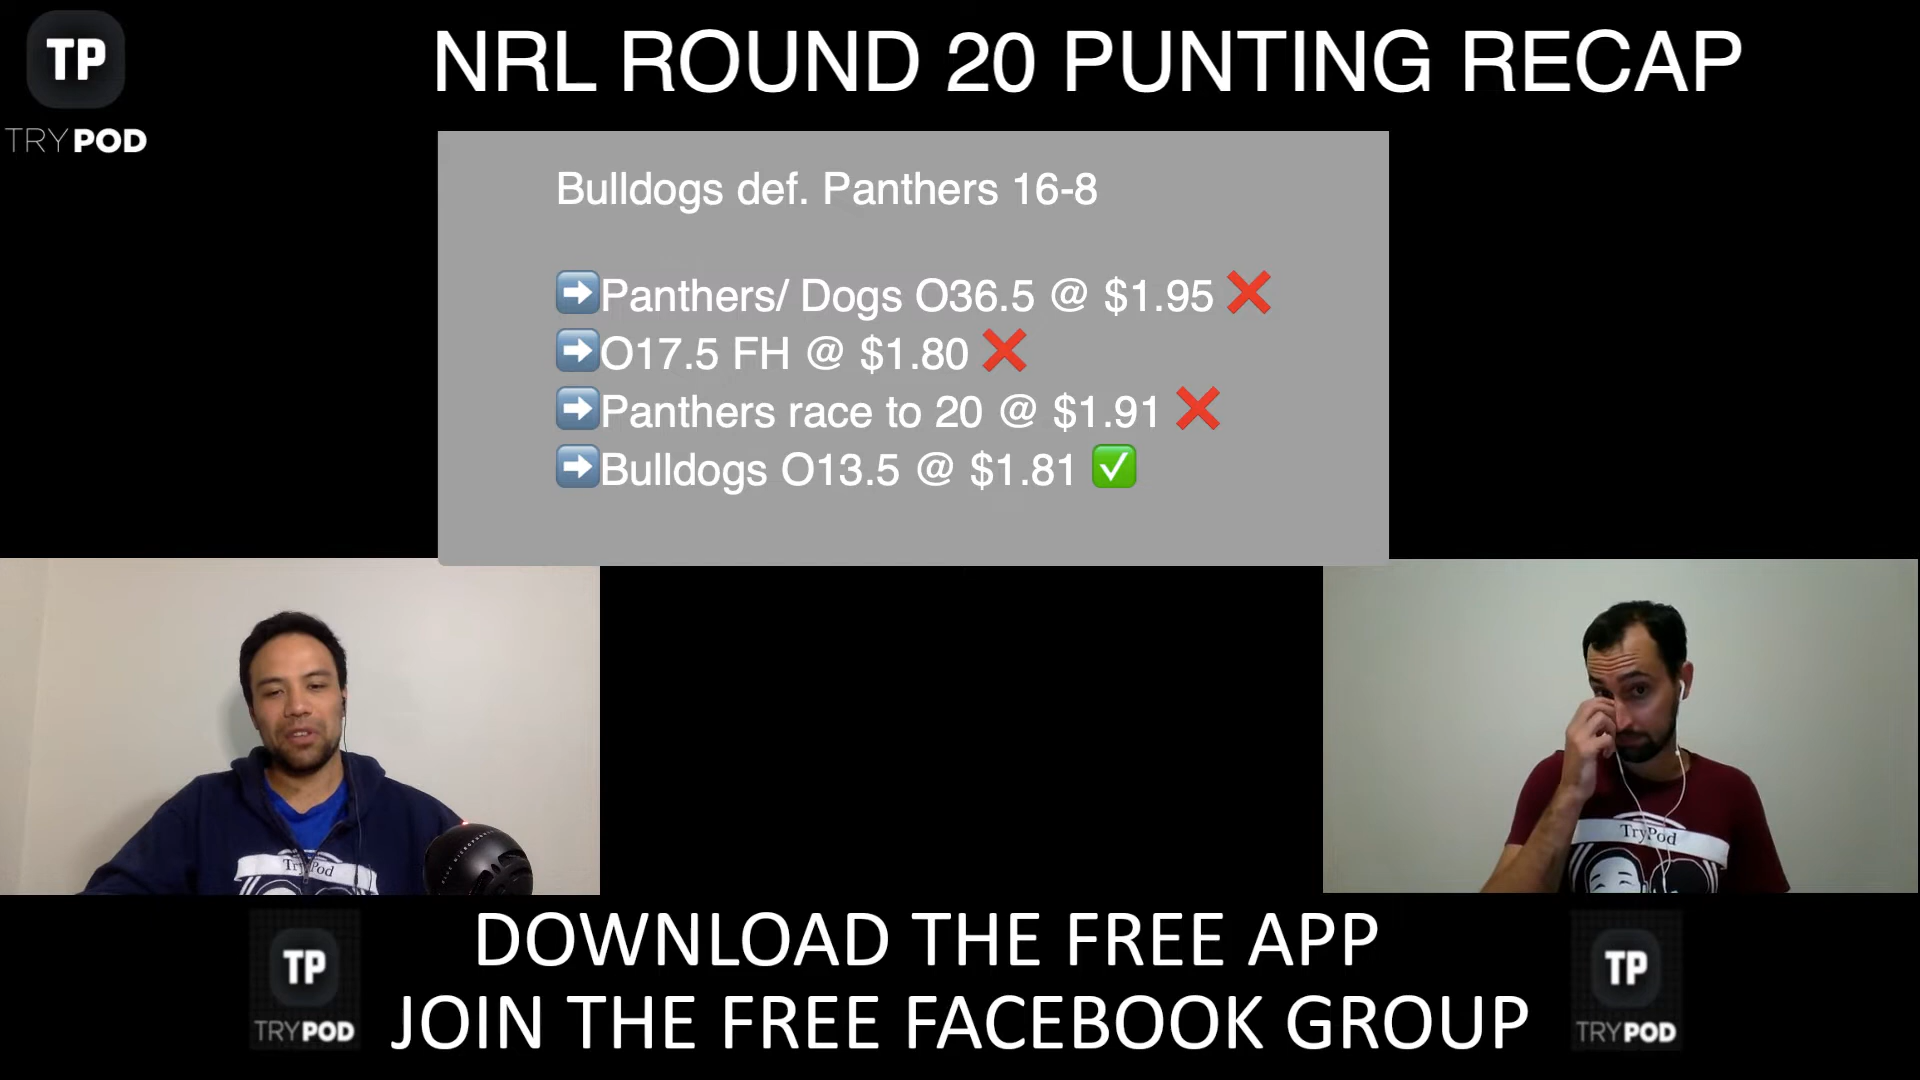 TP
TRYPOD
NRL ROUND 20 PUNTING RECAP
Bulldogs def. Panthers 16-8
➡️Panthers/ Dogs O36.5 @ $1.95 ❌
➡️O17.5 FH @ $1.80 ❌
➡️Panthers race to 20 @ $1.91 ❌
➡️Bulldogs O13.5 @ $1.81 ✅
TryPod
TryPod
DOWNLOAD THE FREE APP
JOIN THE FREE FACEBOOK GROUP
TP
TRYPOD
TP
TRYPOD